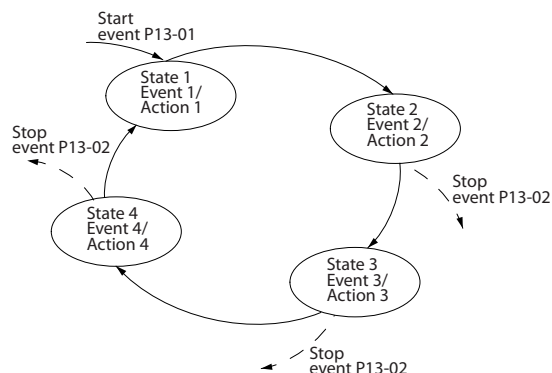 Start
event P13-01
State 1
Event 1/
Action 1
State 2
Event 2/
Action 2
Stop
event P13-02
Stop
event P13-02
State 4
Event 4/
Action 4
State 3
Event 3/
Action 3
Stop
event P13-02